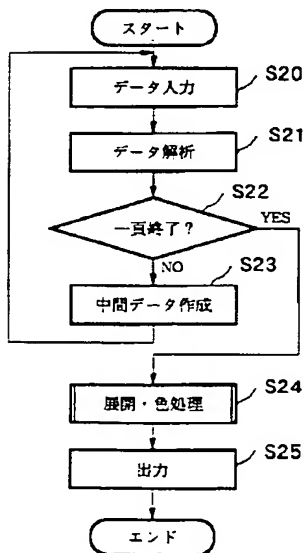 スタート
データ入力 S20
データ解析 S21
一頁終了? S22
YES
NO
中間データ作成 S23
展開・色処理 S24
出力 S25
エンド